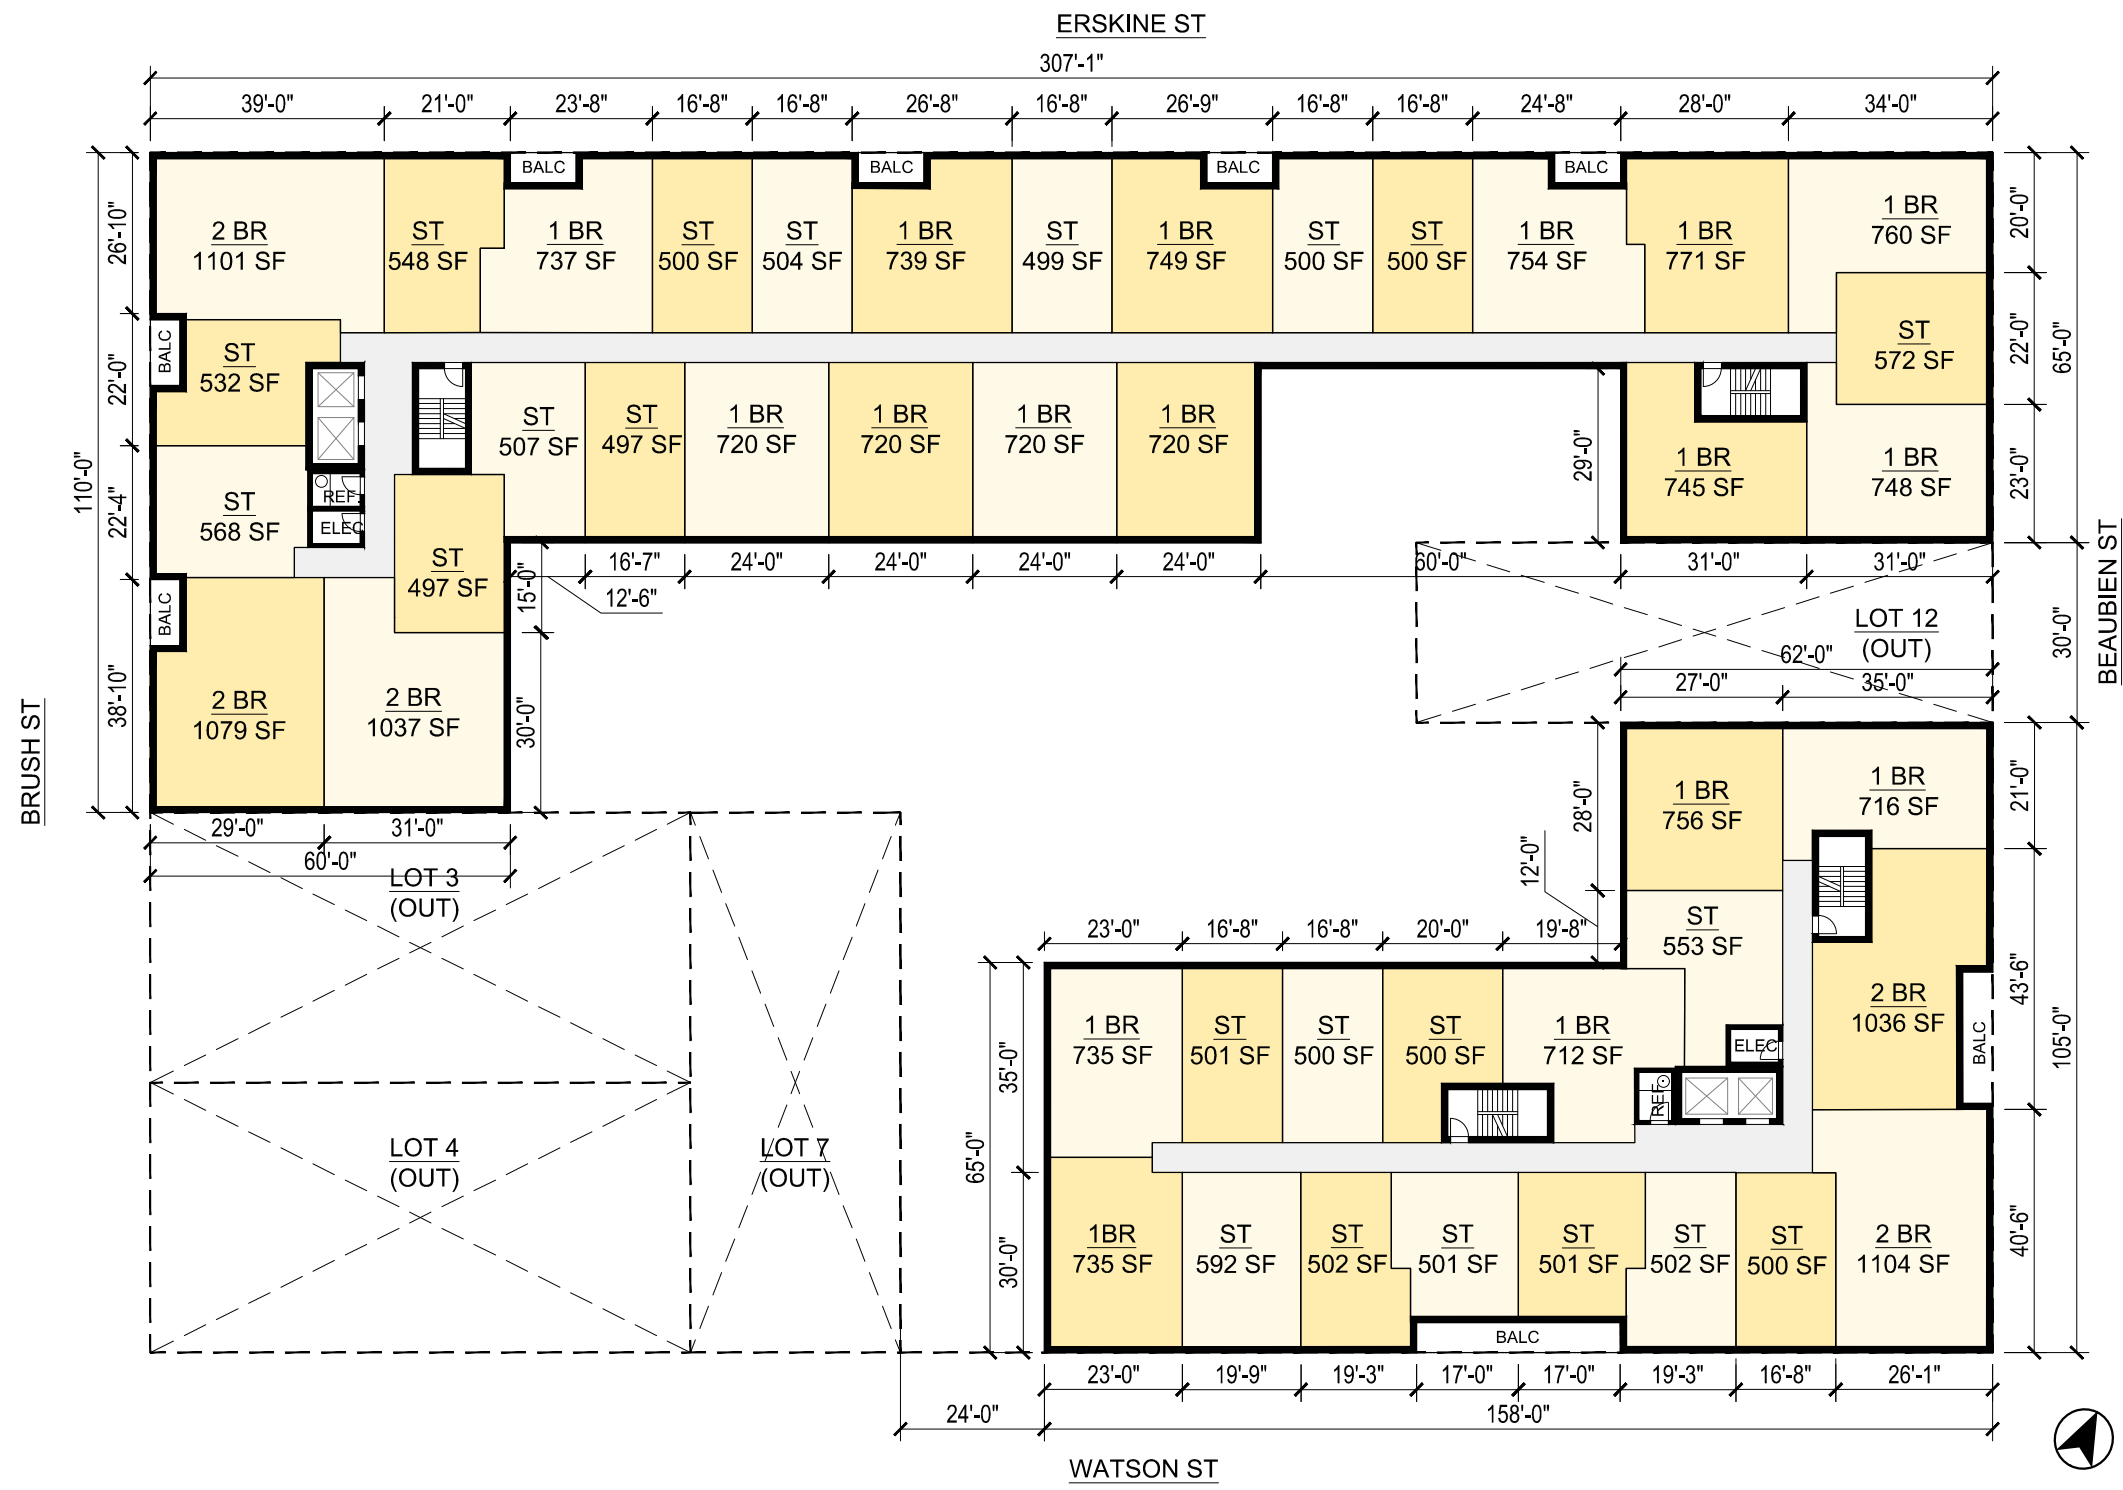 ERSKINE ST
307'-1"
39'-0" 21'-0" 23'-8" 16'-8" 16'-8" 26'-8" 16'-8" 26'-9" 16'-8" 16'-8" 24'-8" 28'-0" 34'-0"
BALC BALC BALC BALC
2 BR
1101 SF
ST
548 SF
1 BR
737 SF
ST
500 SF
ST
504 SF
1 BR
739 SF
ST
499 SF
1 BR
749 SF
ST
500 SF
ST
500 SF
1 BR
754 SF
1 BR
771 SF
1 BR
760 SF
110'-0"
26'-10"
22'-0"
22'-4"
38'-10"
BALC
ST
532 SF
ST
568 SF
REF.
ELEC
ST
507 SF
ST
497 SF
1 BR
720 SF
1 BR
720 SF
1 BR
720 SF
1 BR
720 SF
29'-0"
1 BR
745 SF
1 BR
748 SF
ST
572 SF
20'-0"
22'-0"
23'-0"
65'-0"
ST
497 SF
15'-0"
12'-6"
16'-7" 24'-0" 24'-0" 24'-0" 24'-0" 60'-0" 31'-0" 31'-0"
BALC
2 BR
1079 SF
2 BR
1037 SF
30'-0"
BRUSH ST
BEAUBIEN ST
LOT 12
(OUT)
30'-0"
62'-0"
27'-0" 35'-0"
29'-0" 31'-0"
60'-0"
LOT 3
(OUT)
LOT 4
(OUT)
LOT 7
(OUT)
28'-0"
12'-0"
1 BR
756 SF
1 BR
716 SF
21'-0"
ST
553 SF
23'-0" 16'-8" 16'-8" 20'-0" 19'-8"
2 BR
1036 SF
BALC
43'-6"
105'-0"
1 BR
735 SF
ST
501 SF
ST
500 SF
ST
500 SF
1 BR
712 SF
ELEC
REF.
35'-0"
65'-0"
30'-0"
1BR
735 SF
ST
592 SF
ST
502 SF
ST
501 SF
ST
501 SF
ST
502 SF
ST
500 SF
2 BR
1104 SF
40'-6"
BALC
23'-0" 19'-9" 19'-3" 17'-0" 17'-0" 19'-3" 16'-8" 26'-1"
24'-0" 158'-0"
WATSON ST